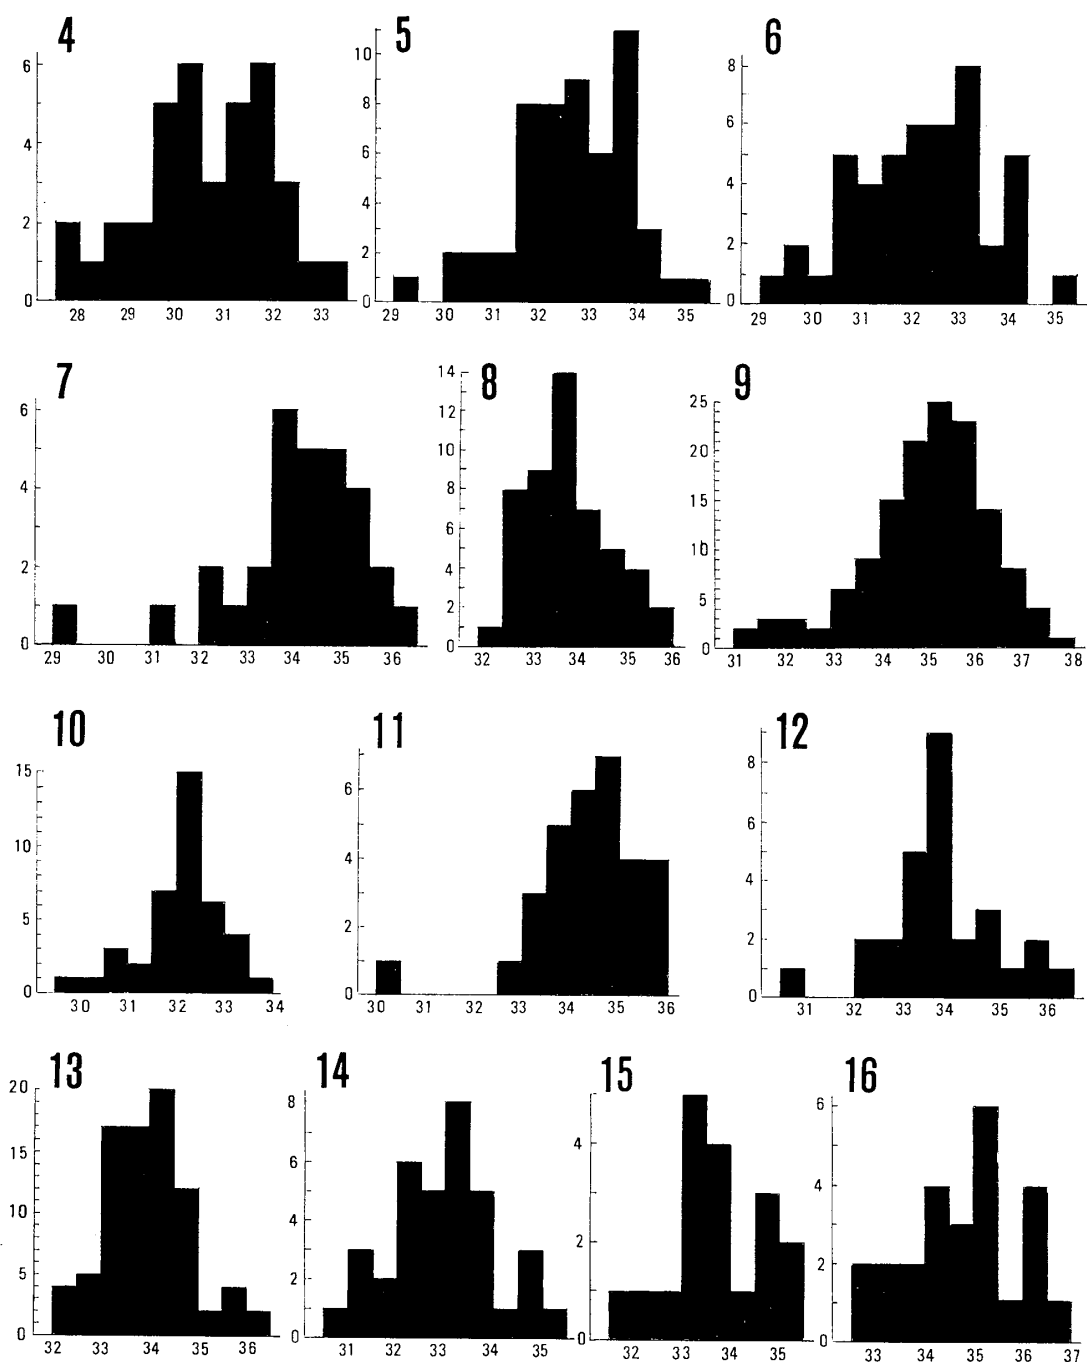 4 5 6
6 4 2 0
28 29 30 31 32 33
10 8 6 4 2 0
29 30 31 32 33 34 35
8 6 4 2 0
29 30 31 32 33 34 35
7 8 9
6 4 2 0
29 30 31 32 33 34 35 36
14 12 10 8 6 4 2 0
32 33 34 35 36
25 20 15 10 5 0
31 32 33 34 35 36 37 38
10 11 12
15 10 5 0
30 31 32 33 34
6 4 2 0
30 31 32 33 34 35 36
8 6 4 2 0
31 32 33 34 35 36
13 14 15 16
20 15 10 5 0
32 33 34 35 36
8 6 4 2 0
31 32 33 34 35
4 2 0
32 33 34 35
6 4 2 0
33 34 35 36 37